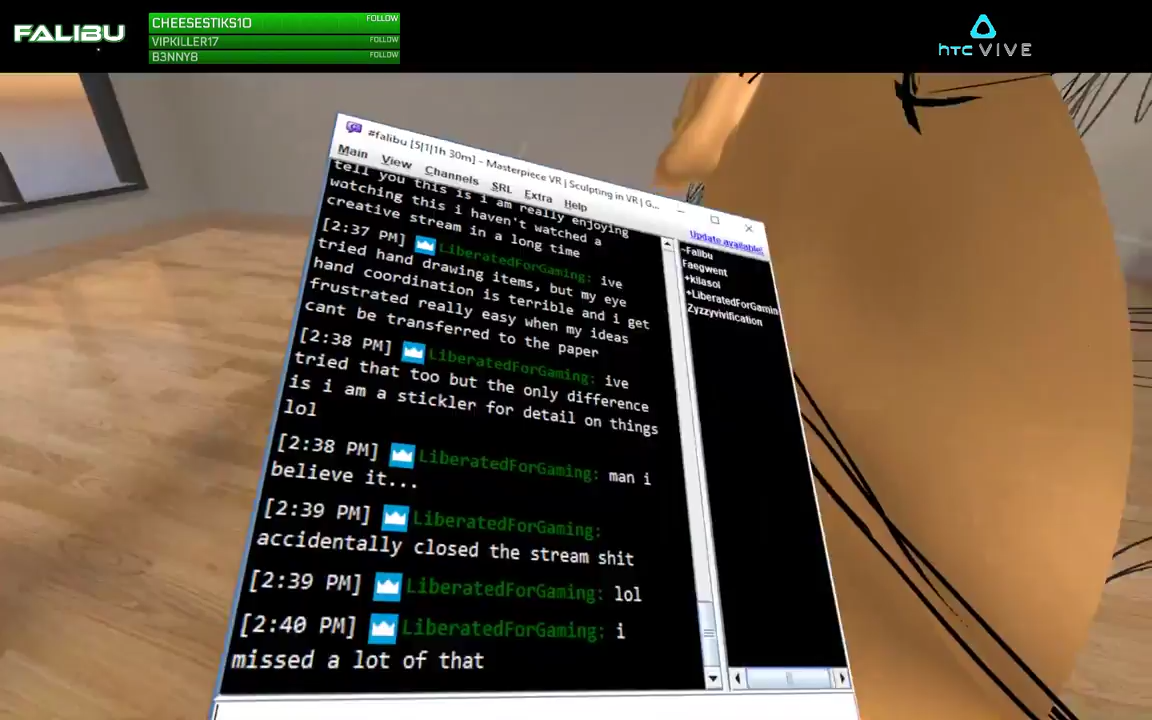 FALIBU
CHEESESTIKS10 FOLLOW
VIPKILLER17 FOLLOW
B3NNY8 FOLLOW
htc VIVE
#falibu [5|1|1h 30m] - Masterpiece VR | Sculpting in VR | G...
Main View Channels SRL Extra Help
Update available!
tell you this is i am really enjoying
watching this i haven't watched a
creative stream in a long time
[2:37 PM] LiberatedForGaming: ive
tried hand drawing items, but my eye
hand coordination is terrible and i get
frustrated really easy when my ideas
cant be transferred to the paper
[2:38 PM] LiberatedForGaming: ive
tried that too but the only difference
is i am a stickler for detail on things
lol
[2:38 PM] LiberatedForGaming: man i
believe it...
[2:39 PM] LiberatedForGaming:
accidentally closed the stream shit
[2:39 PM] LiberatedForGaming: lol
[2:40 PM] LiberatedForGaming: i
missed a lot of that
~Falibu
Faegwent
+kilasol
+LiberatedForGamin
Zyzzyvivification